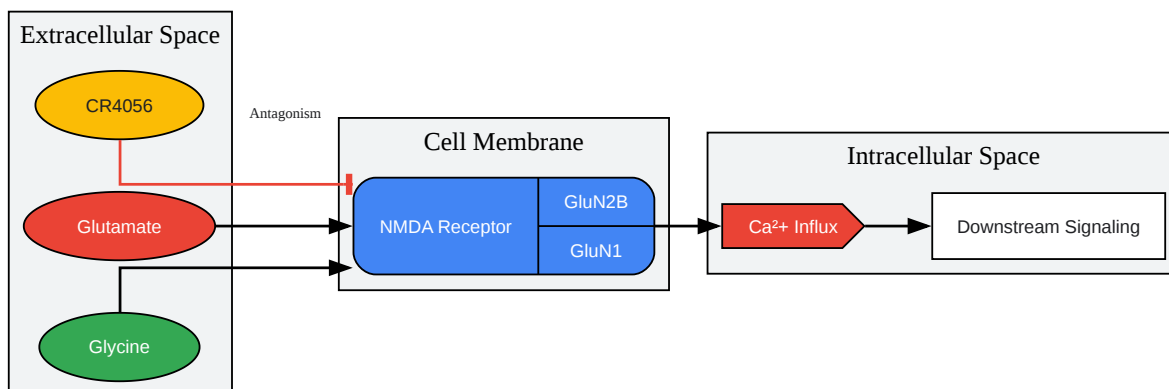 Extracellular Space
CR4056
Antagonism
Glutamate
Glycine
Cell Membrane
NMDA Receptor
GluN2B
GluN1
Intracellular Space
Ca²+ Influx
Downstream Signaling